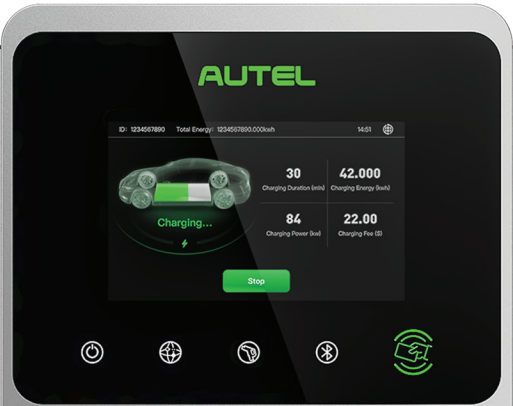 AUTEL
ID: 1234567890 Total Energy: 1234567890.000kwh 14:51
30 42.000
Charging Duration (min) Charging Energy (kwh)
84 22.00
Charging Power (kw) Charging Fee ($)
Charging...
Stop